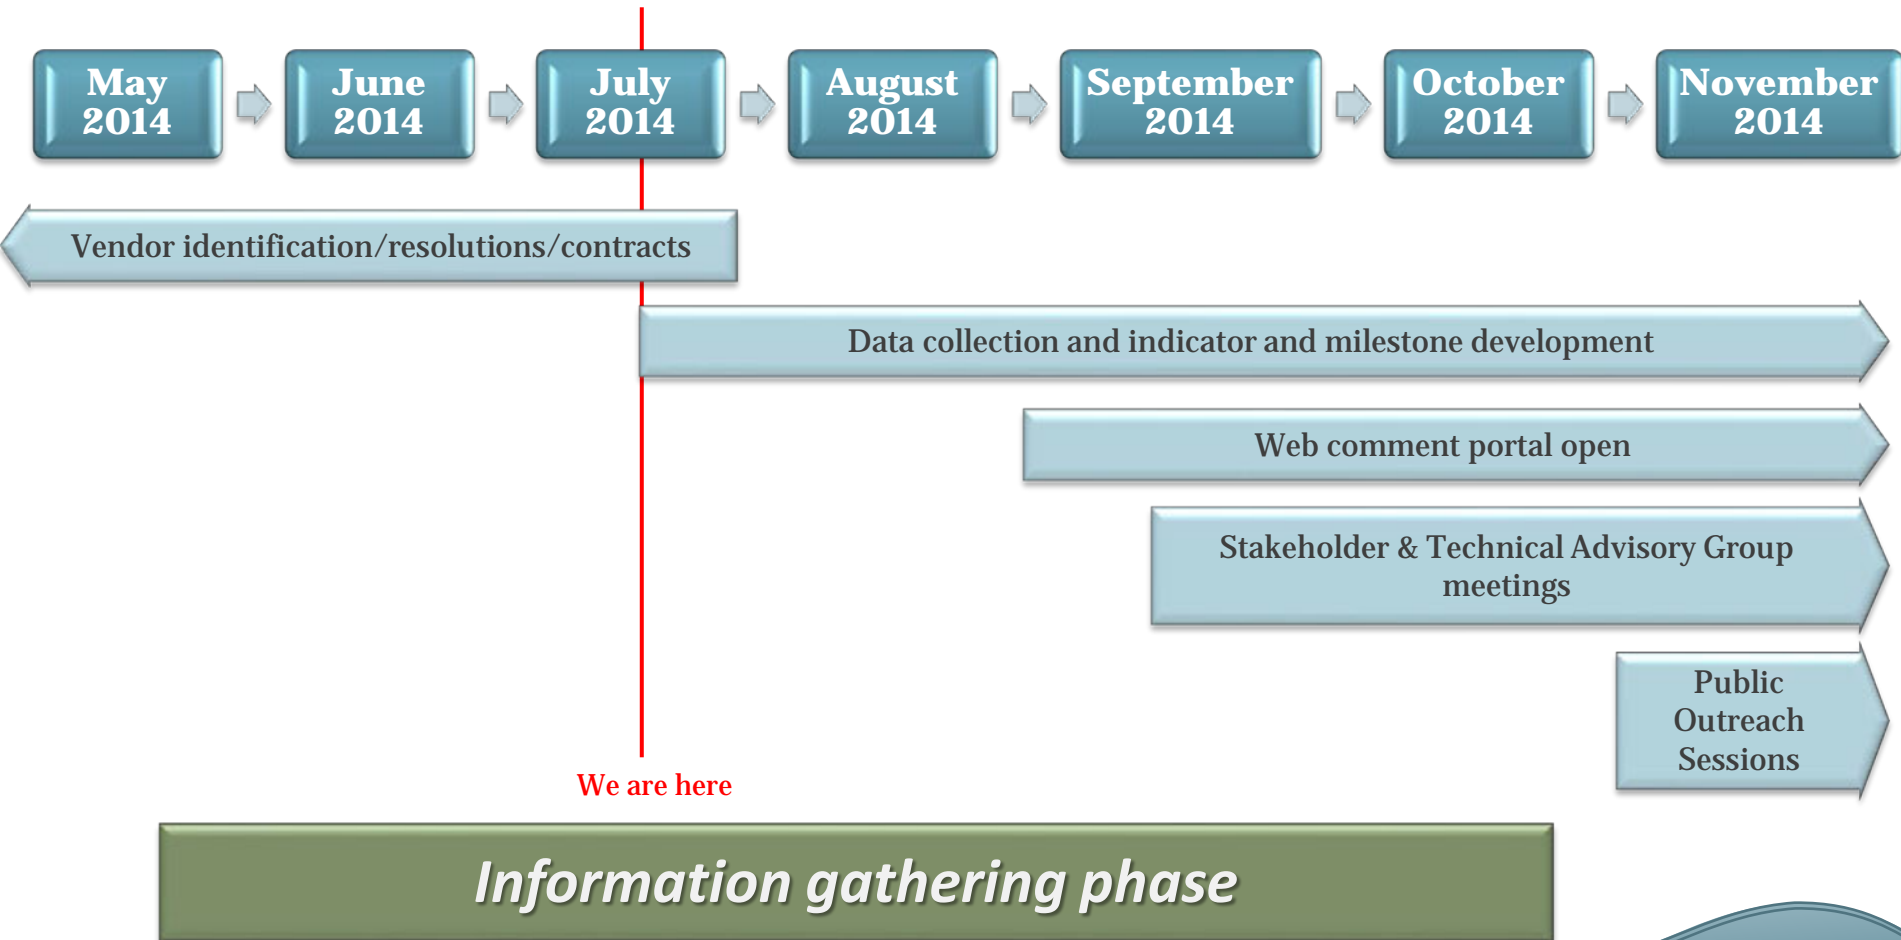 May
2014
June
2014
July
2014
August
2014
September
2014
October
2014
November
2014
Vendor identification/resolutions/contracts
Data collection and indicator and milestone development
Web comment portal open
Stakeholder & Technical Advisory Group
meetings
Public
Outreach
Sessions
We are here
Information gathering phase